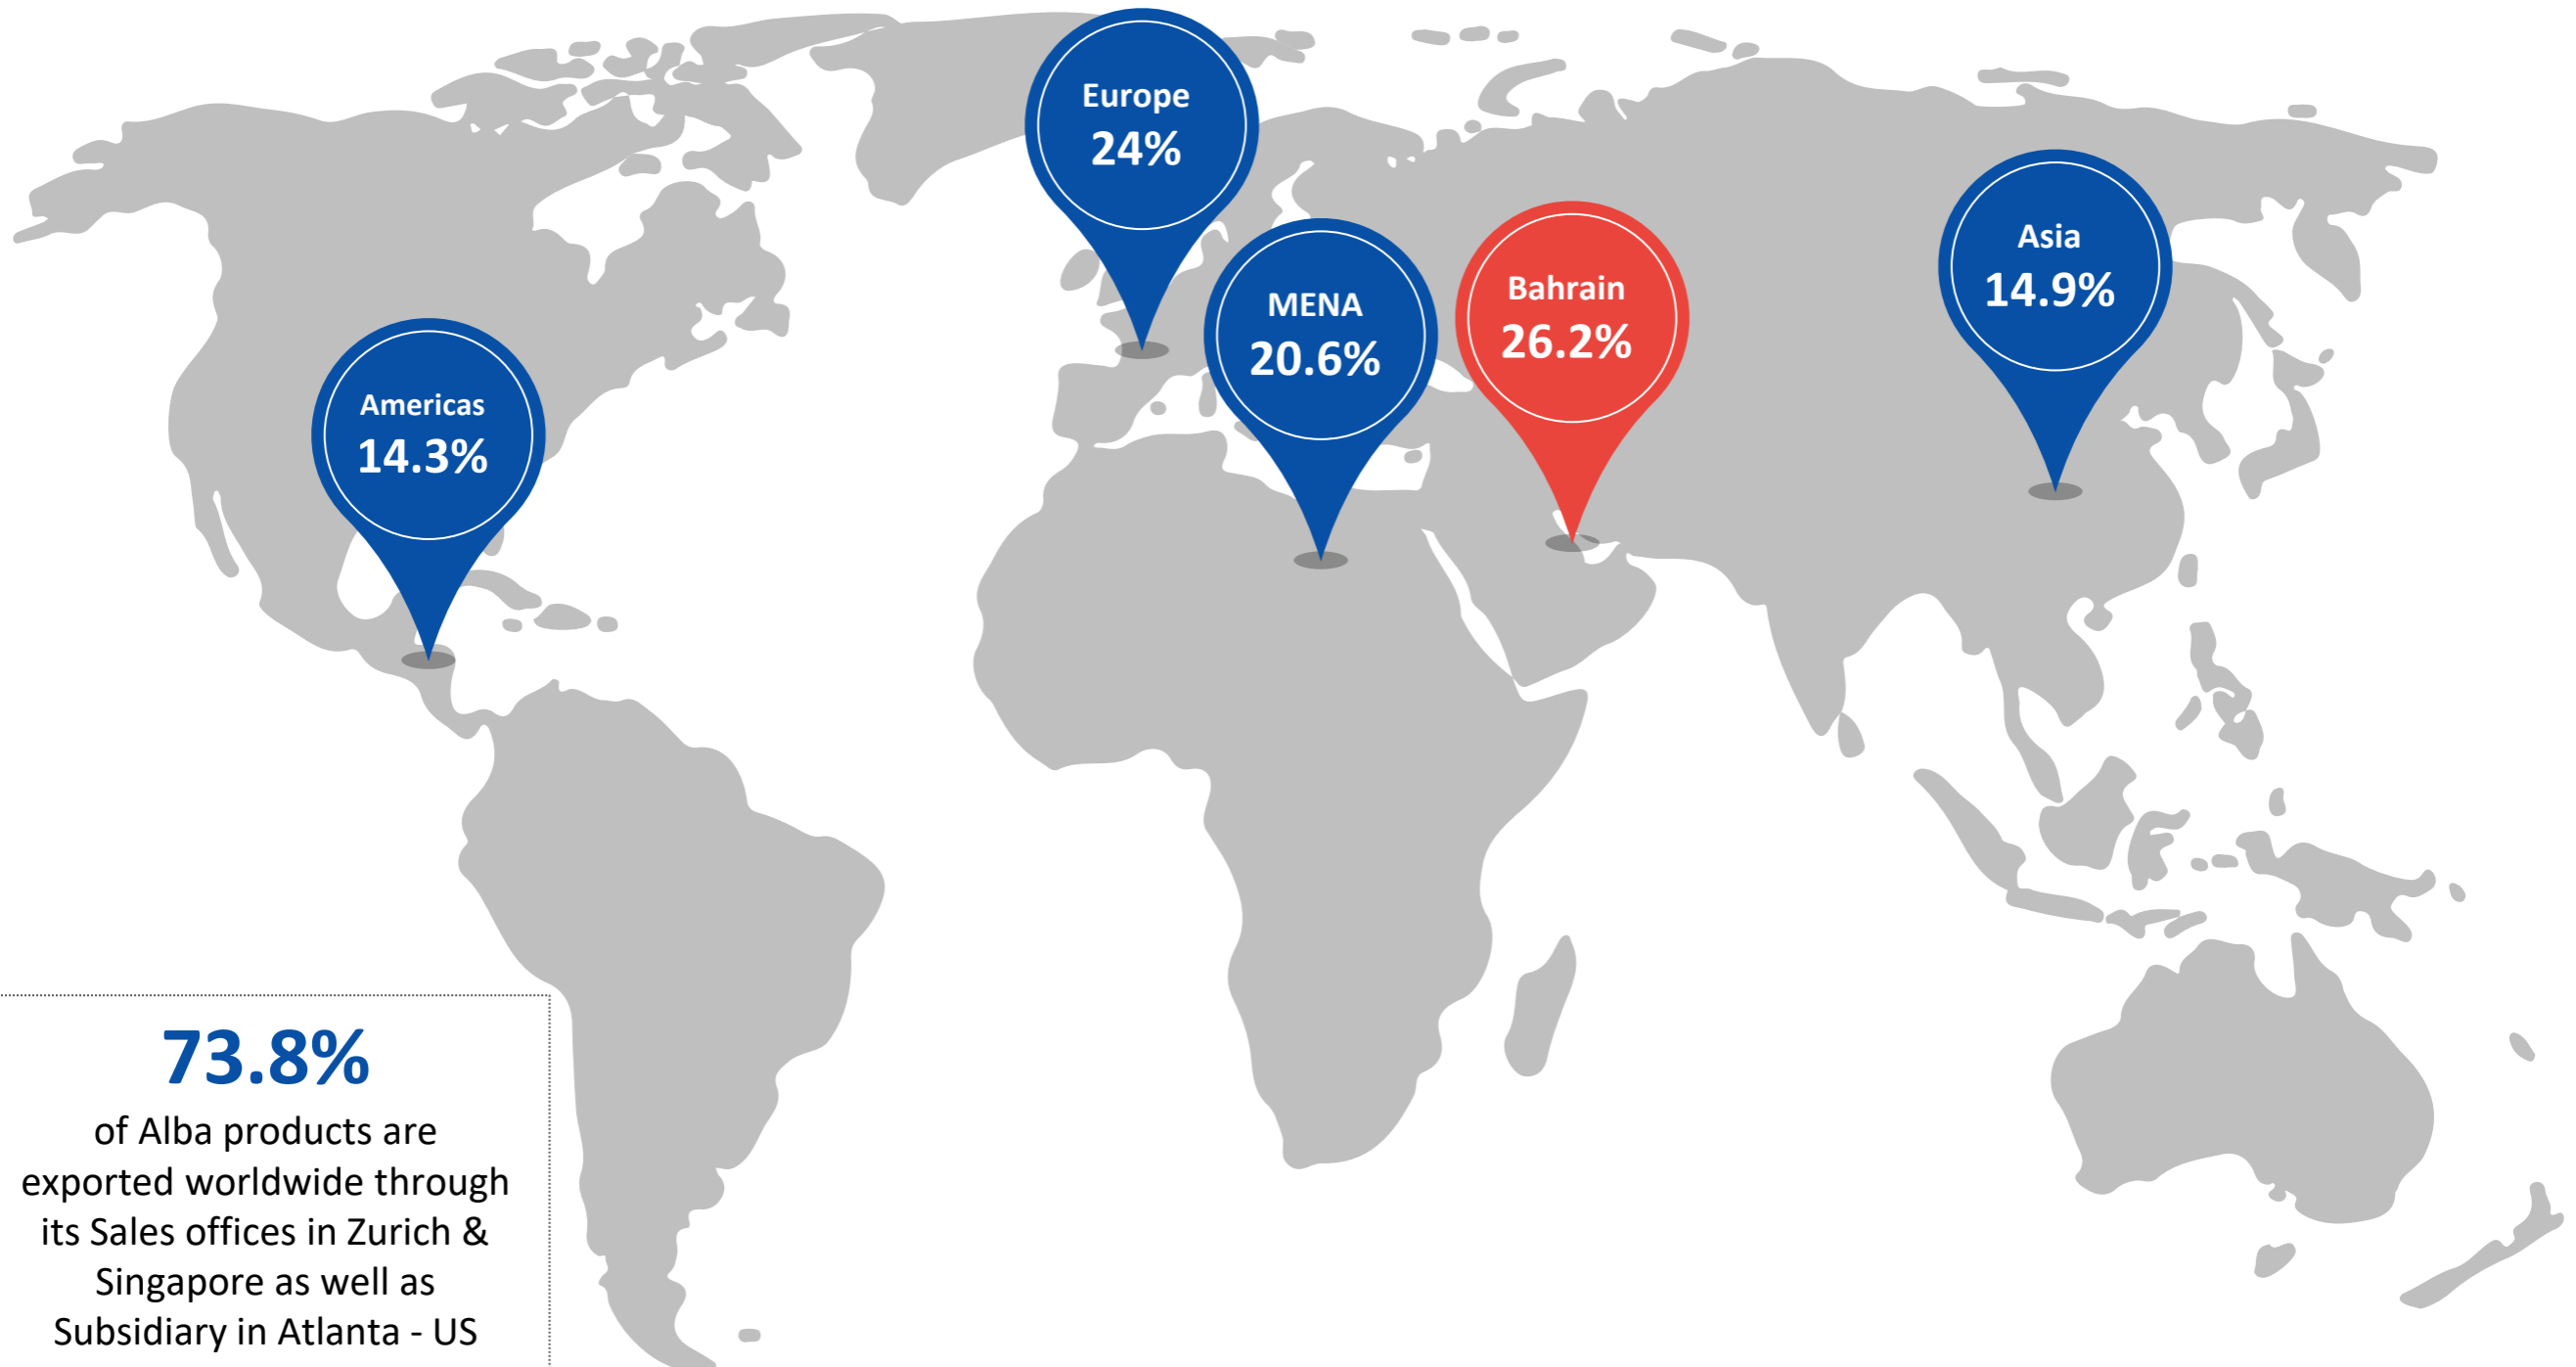 Europe
24%
Asia
14.9%
MENA
20.6%
Bahrain
26.2%
Americas
14.3%
73.8%
of Alba products are
exported worldwide through
its Sales offices in Zurich &
Singapore as well as
Subsidiary in Atlanta - US